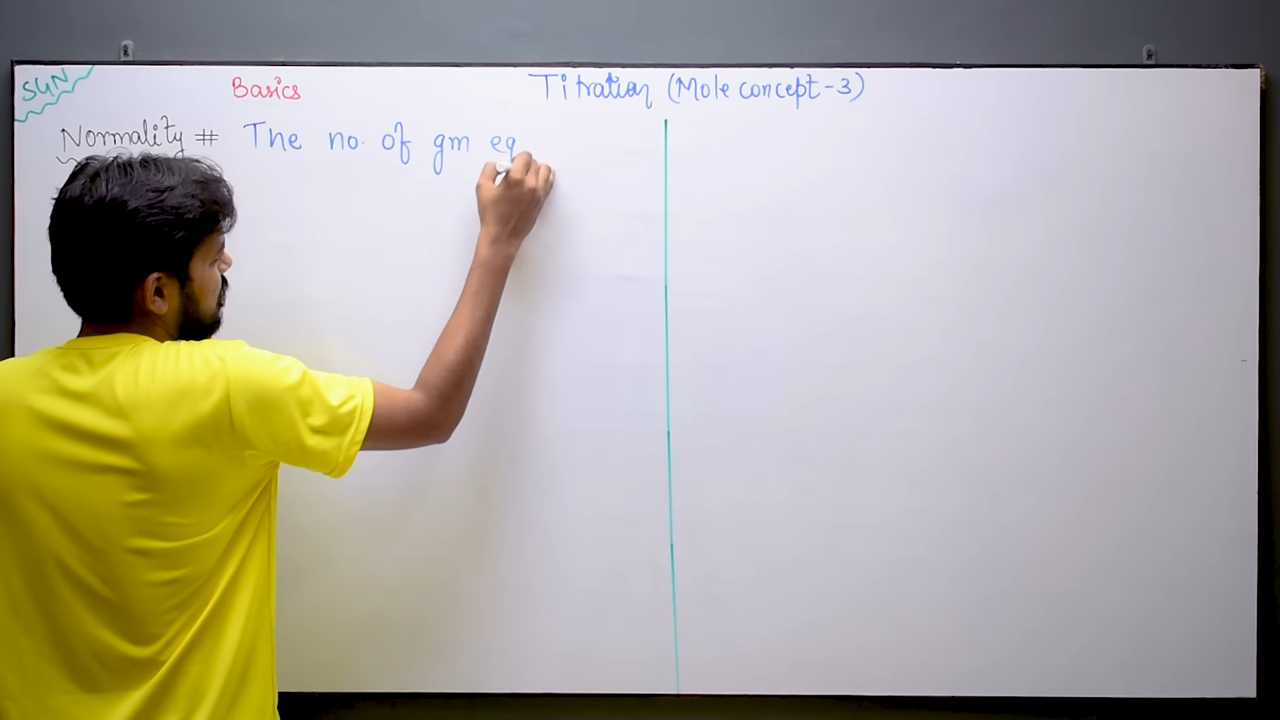 SGN
Basics
Titration (Mole concept-3)
Normality # The no. of gm eq